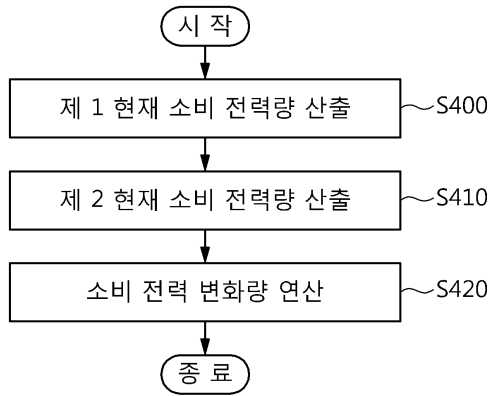 시 작
제 1 현재 소비 전력량 산출
S400
제 2 현재 소비 전력량 산출
S410
소비 전력 변화량 연산
S420
종 료